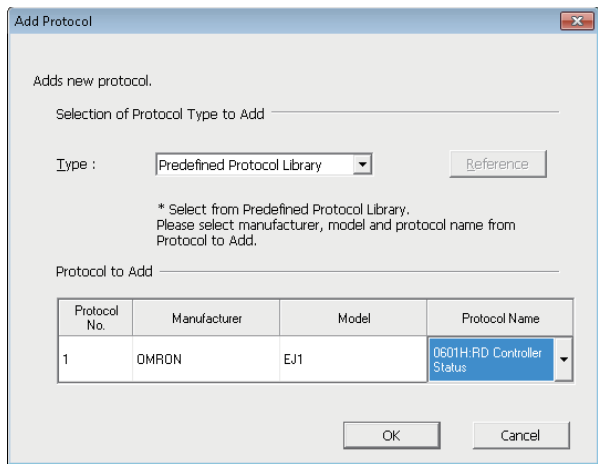 Add Protocol
Adds new protocol.
Selection of Protocol Type to Add
Type :
Predefined Protocol Library
Reference
* Select from Predefined Protocol Library.
Please select manufacturer, model and protocol name from
Protocol to Add.
Protocol to Add
Protocol
No.
Manufacturer
Model
Protocol Name
1
OMRON
EJ1
0601H:RD Controller
Status
OK
Cancel